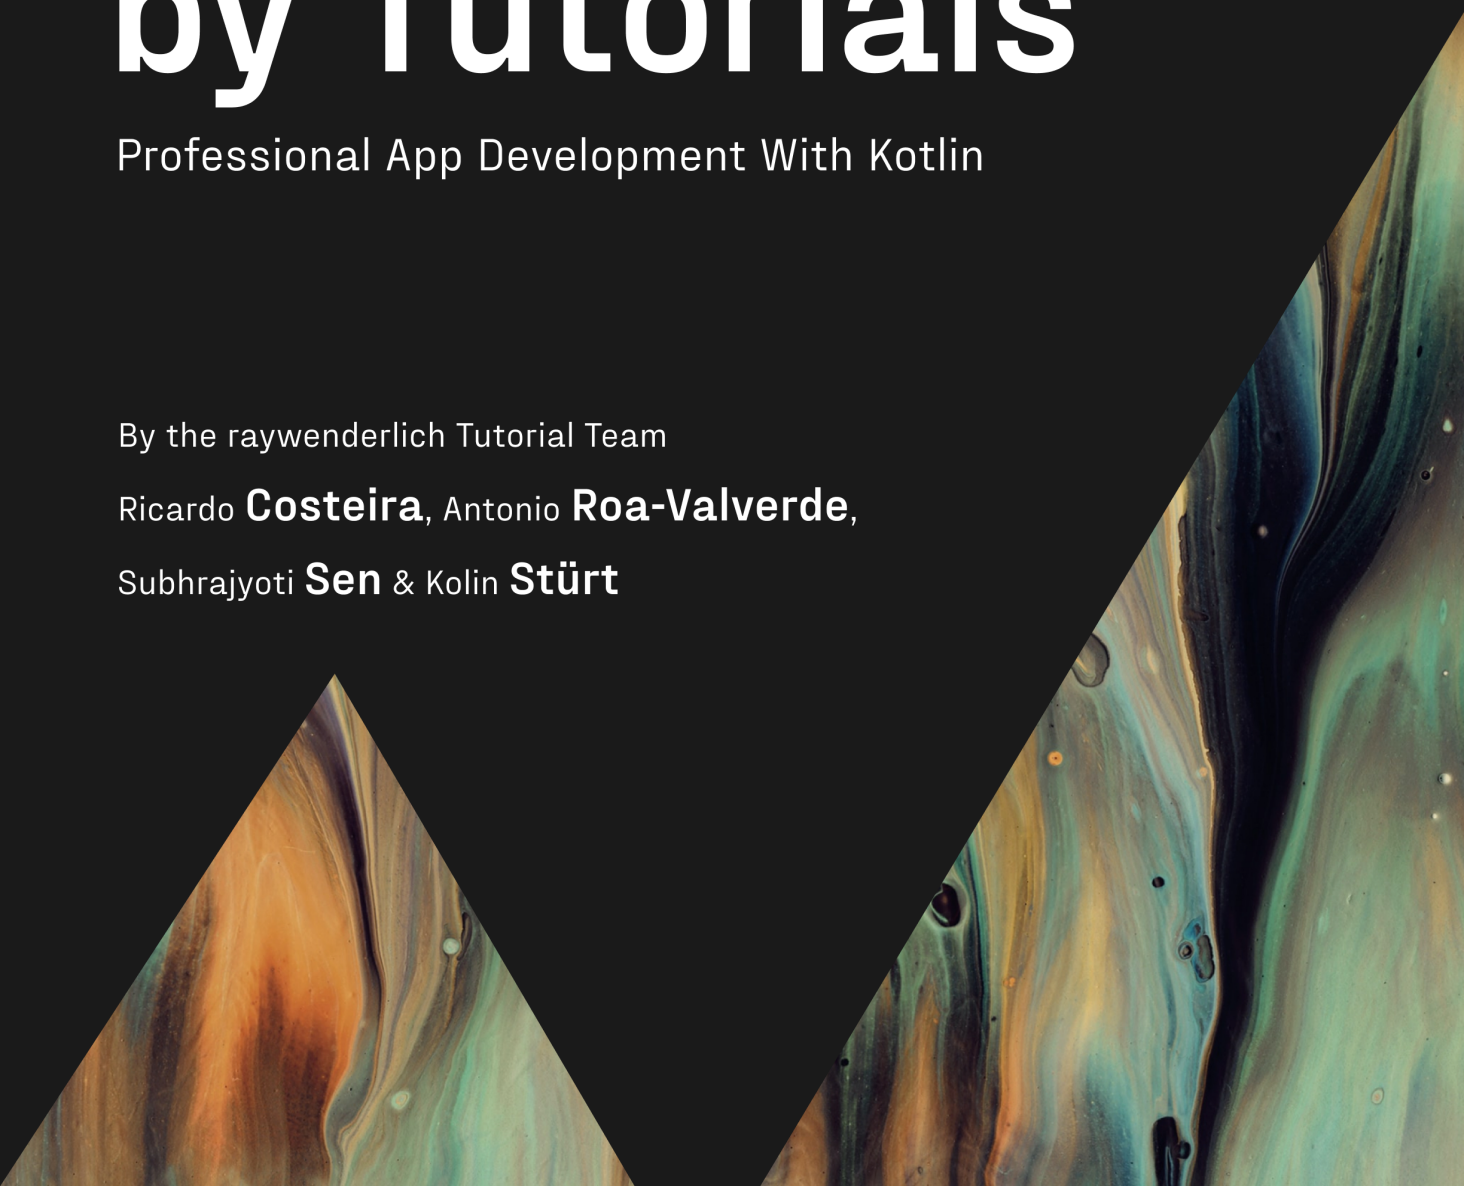 by Tutorials
Professional App Development With Kotlin
By the raywenderlich Tutorial Team
Ricardo Costeira, Antonio Roa-Valverde,
Subhrajyoti Sen & Kolin Stürt